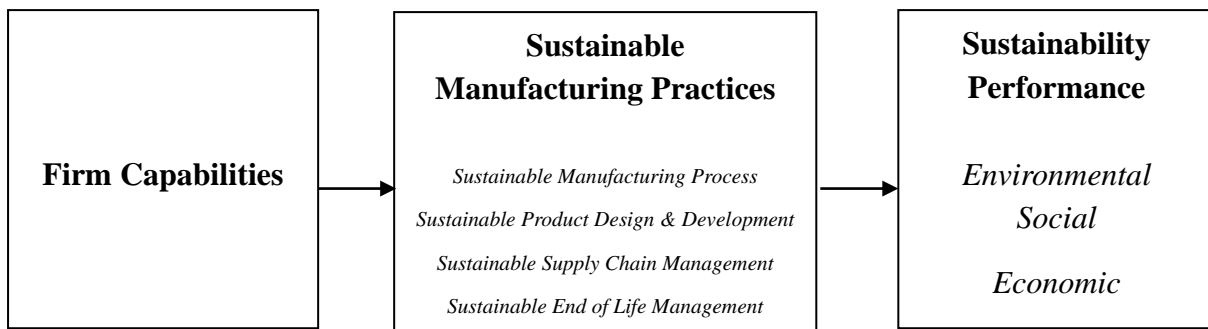 Firm Capabilities
Sustainable
Manufacturing Practices
Sustainable Manufacturing Process
Sustainable Product Design & Development
Sustainable Supply Chain Management
Sustainable End of Life Management
Sustainability
Performance
Environmental
Social
Economic